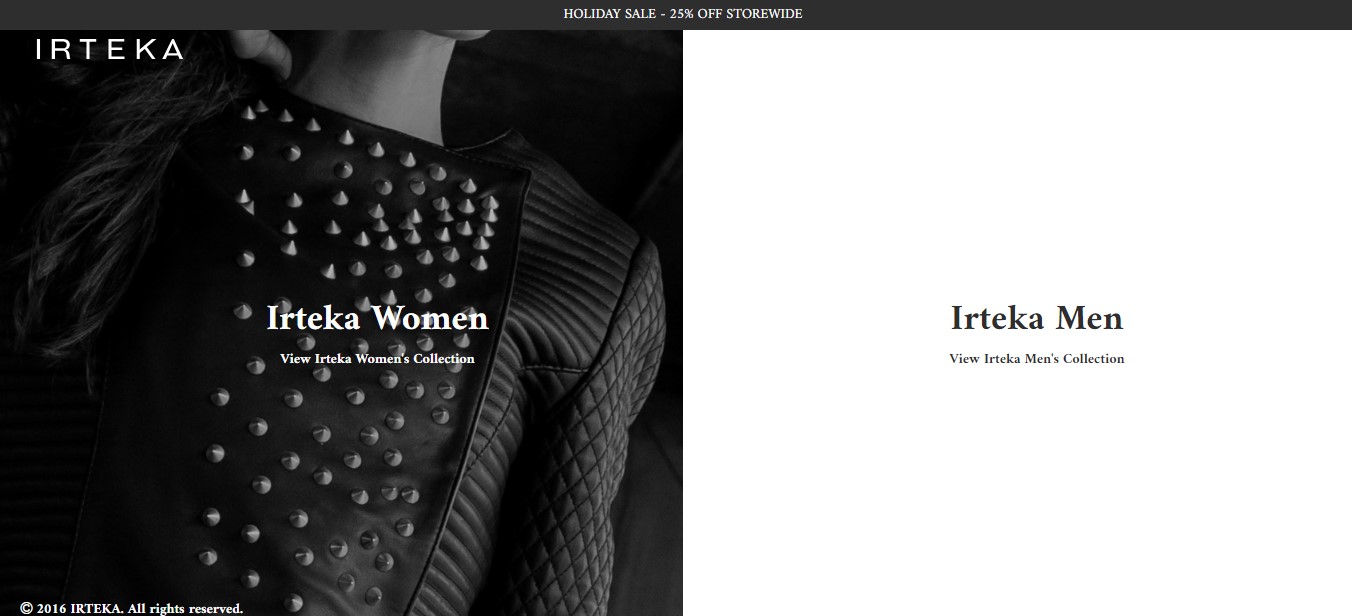 HOLIDAY SALE - 25% OFF STOREWIDE
IRTEKA
Irteka Women
View Irteka Women's Collection
Irteka Men
View Irteka Men's Collection
© 2016 IRTEKA. All rights reserved.